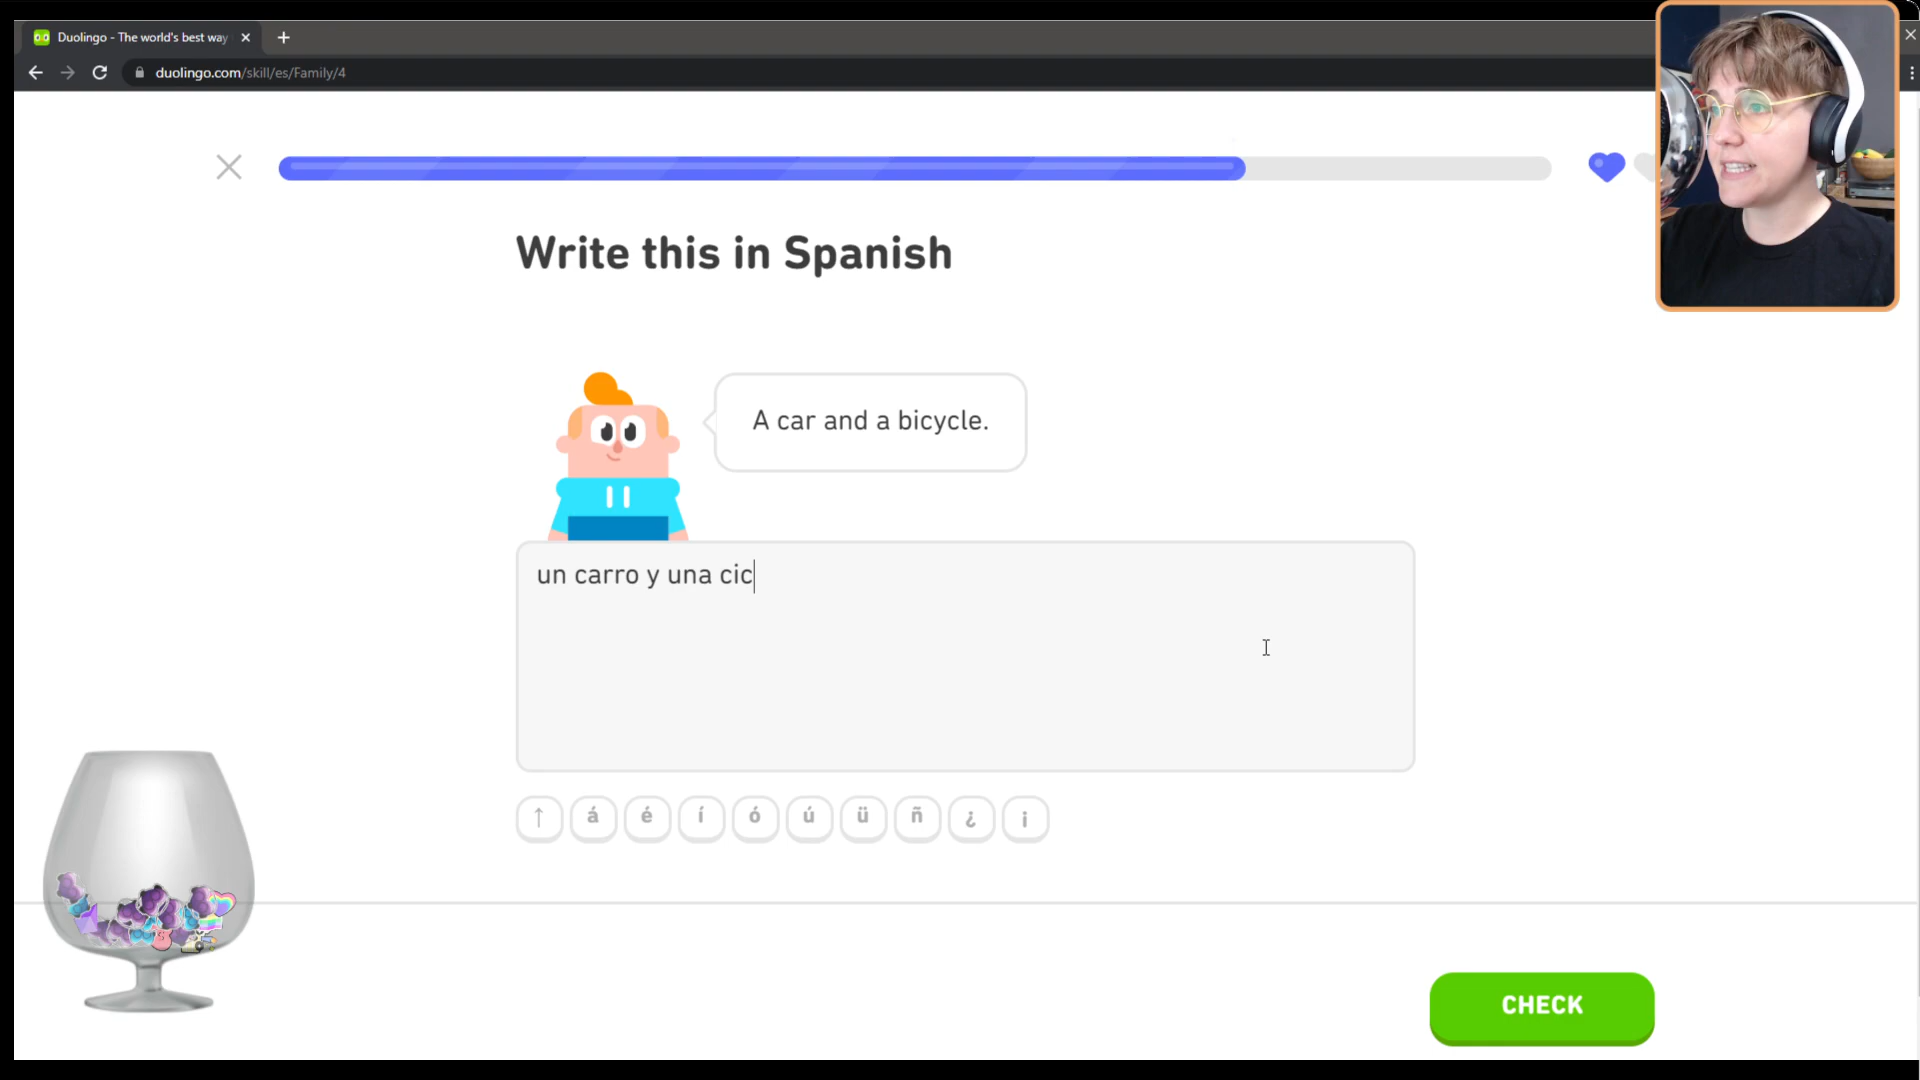 Duolingo - The world's best way
duolingo.com/skill/es/Family/4
Write this in Spanish
A car and a bicycle.
un carro y una cic
↑ á é í ó ú ü ñ ¿ ¡
CHECK